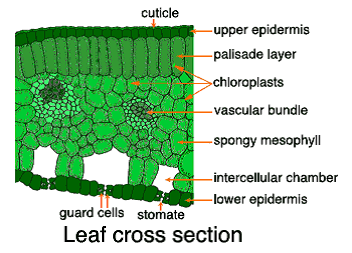 cuticle
upper epidermis
palisade layer
chloroplasts
vascular bundle
spongy mesophyll
intercellular chamber
lower epidermis
guard cells
stomate
Leaf cross section